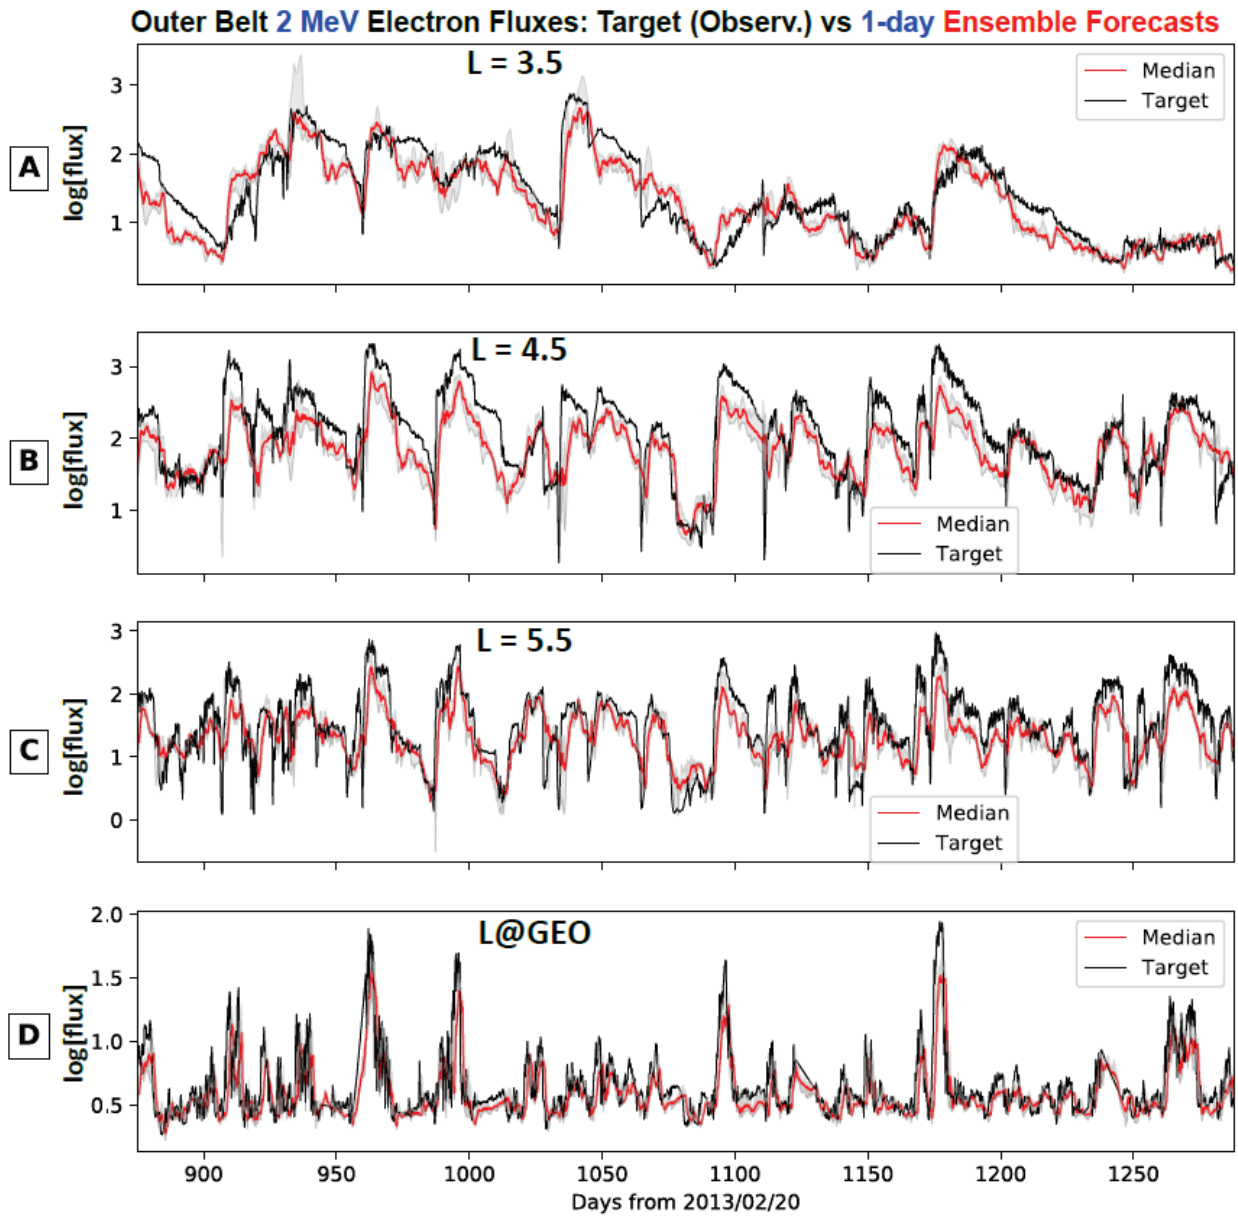 Outer Belt 2 MeV Electron Fluxes: Target (Observ.) vs 1-day Ensemble Forecasts
A
L = 3.5
log[flux]
3
2
1
Median
Target
B
L = 4.5
log[flux]
3
2
1
Median
Target
C
L = 5.5
log[flux]
3
2
1
0
Median
Target
D
L@GEO
log[flux]
2.0
1.5
1.0
0.5
Median
Target
900 950 1000 1050 1100 1150 1200 1250
Days from 2013/02/20